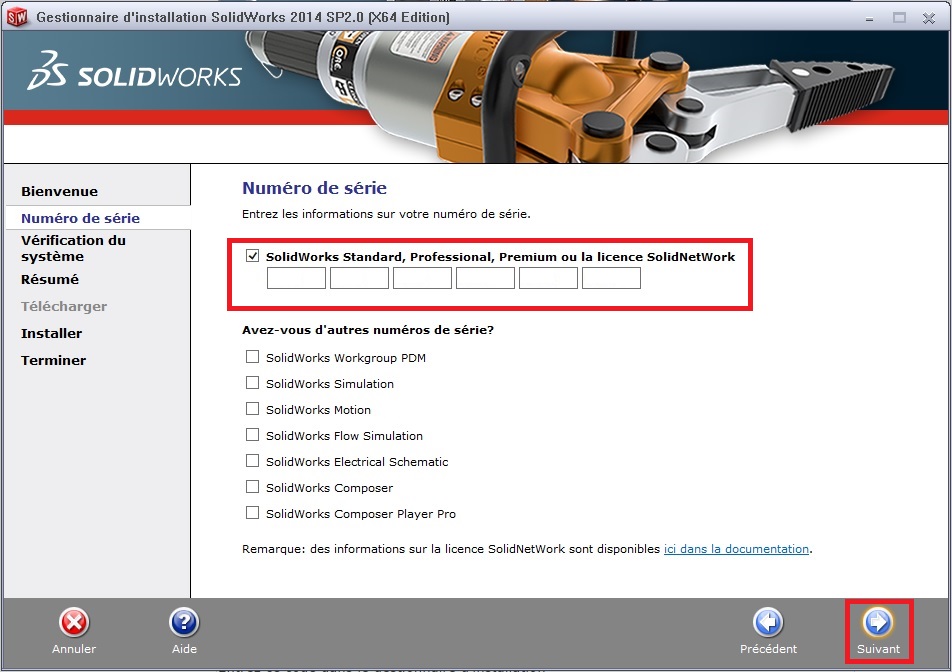 Gestionnaire d'installation SolidWorks 2014 SP2.0 (X64 Edition)
SOLIDWORKS
Bienvenue
Numéro de série
Vérification du
système
Résumé
Télécharger
Installer
Terminer
Numéro de série
Entrez les informations sur votre numéro de série.
SolidWorks Standard, Professional, Premium ou la licence SolidNetWork
Avez-vous d'autres numéros de série?
SolidWorks Workgroup PDM
SolidWorks Simulation
SolidWorks Motion
SolidWorks Flow Simulation
SolidWorks Electrical Schematic
SolidWorks Composer
SolidWorks Composer Player Pro
Remarque: des informations sur la licence SolidNetWork sont disponibles ici dans la documentation.
Annuler
Aide
Précédent
Suivant